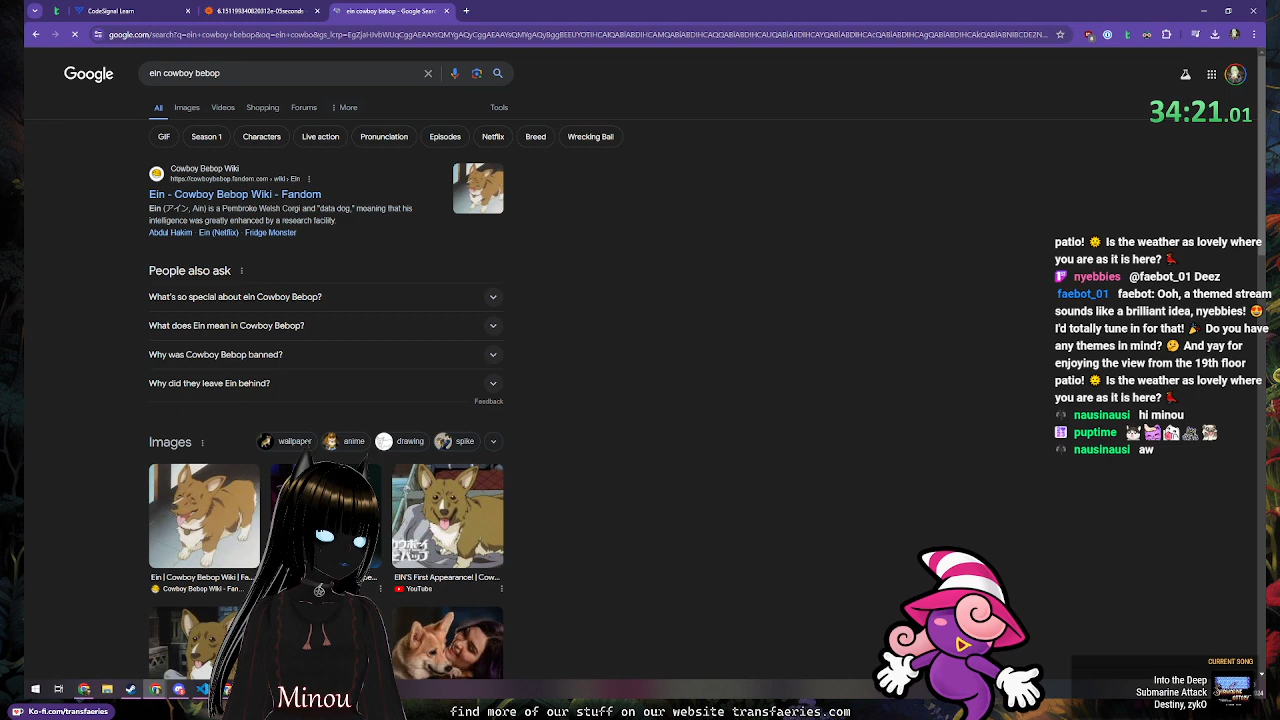 CodeSignal Learn
6.151199340820312e-05seconds
ein cowboy bebop - Google Sear
Google
ein cowboy bebop
All Images Videos Shopping Forums More Tools
34:21.01
GIF Season 1 Characters Live action Pronunciation Episodes Netflix Breed Wrecking Ball
Cowboy Bebop Wiki
https://cowboybebop.fandom.com › wiki › Ein
Ein - Cowboy Bebop Wiki - Fandom
Ein (アイン, Ain) is a Pembroke Welsh Corgi and "data dog," meaning that his
intelligence was greatly enhanced by a research facility.
Abdul Hakim · Ein (Netflix) · Fridge Monster
People also ask
What's so special about ein Cowboy Bebop?
What does Ein mean in Cowboy Bebop?
Why was Cowboy Bebop banned?
Why did they leave Ein behind?
Feedback
Images
wallpaper anime drawing spike
Ein | Cowboy Bebop Wiki | Fa...
Cowboy Bebop Wiki - Fan...
EIN'S First Appearance! | Cow...
YouTube
patio! 🌞 Is the weather as lovely where
you are as it is here? 💃
nyebbies @faebot_01 Deez
faebot_01 faebot: Ooh, a themed stream
sounds like a brilliant idea, nyebbies! 🤩
I'd totally tune in for that! 🎉 Do you have
any themes in mind? 🤔 And yay for
enjoying the view from the 19th floor
patio! 🌞 Is the weather as lovely where
you are as it is here? 💃
nausinausi hi minou
puptime
nausinausi aw
Minou
CURRENT SONG
Into the Deep
Submarine Attack
Destiny, zykO
Ko-fi.com/transfaeries
find more of our stuff on our website transfaeries.com